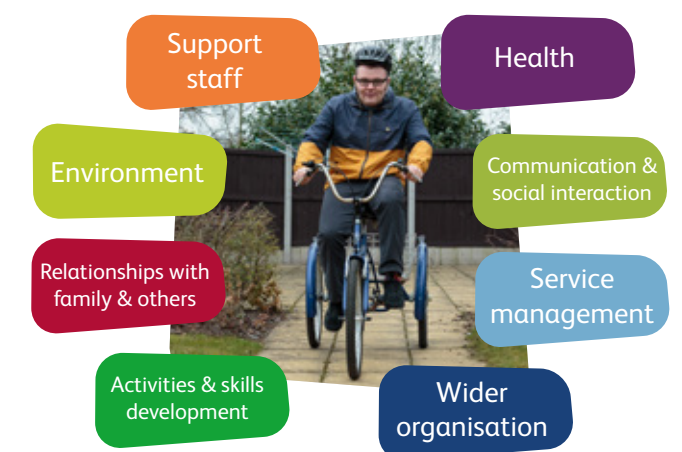 Support
staff
Health
Environment
Communication &
social interaction
Relationships with
family & others
Service
management
Activities & skills
development
Wider
organisation